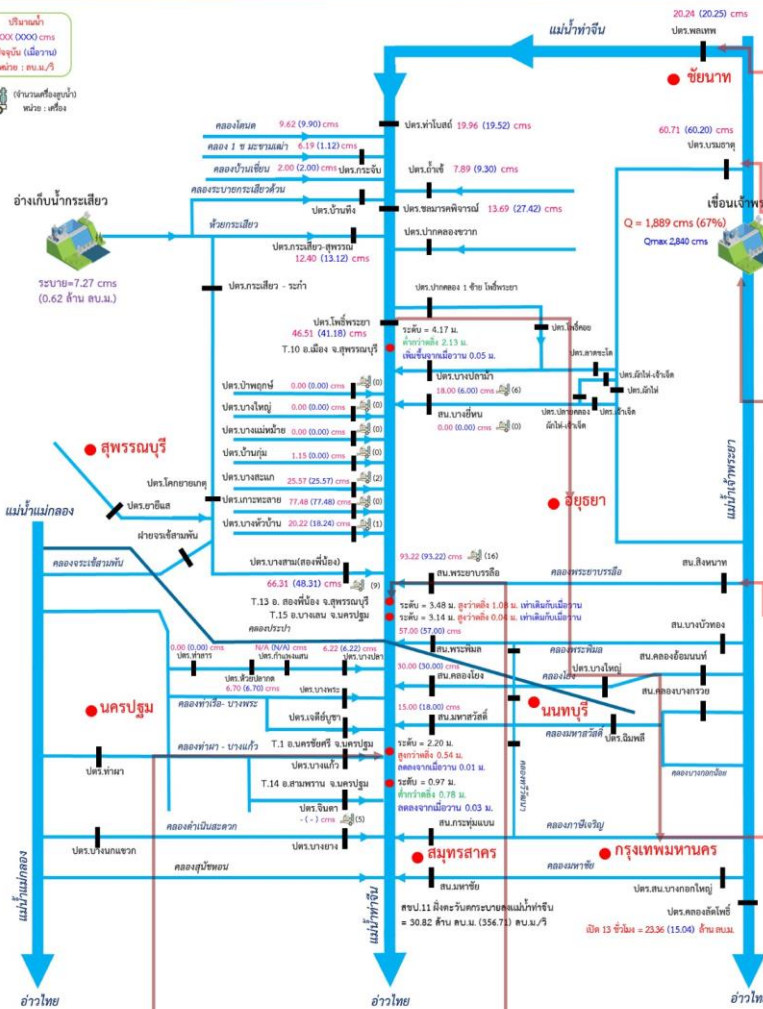 ปริมาณน้ำ
XXX (XXX) cms
ปัจจุบัน (เมื่อวาน)
หน่วย : ลบ.ม./วิ
(จำนวนเครื่องสูบน้ำ)
หน่วย : เครื่อง
20.24 (20.25) cms
ปตร.พลเทพ
แม่น้ำท่าจีน
ชัยนาท
คลองโดนด 9.62 (9.90) cms
ปตร.ท่าโบสถ์ 19.96 (19.52) cms
60.71 (60.20) cms
ปตร.บรมธาตุ
คลอง 1 ข มะขามเฒ่า 6.19 (1.12) cms
ปตร.กระจับ
ปตร.ถ้ำเข้ 7.89 (9.30) cms
คลองบ้านเชี่ยน 2.00 (2.00) cms
คลองระบายกระเสียวด้วน
ปตร.บ้านทึง
อ่างเก็บน้ำกระเสียว
ปตร.ชลมารคพิจารณ์ 13.69 (27.42) cms
เขื่อนเจ้าพร
Q = 1,889 cms (67%)
Qmax 2,840 cms
ห้วยกระเสียว
ปตร.กระเสียว-สุพรรณ
12.40 (13.12) cms
ปตร.ปากคลองขวาก
ระบาย=7.27 cms
(0.62 ล้าน ลบ.ม.)
ปตร.กระเสียว - ระกำ
ปตร.ปากคลอง 1 ซ้าย โพธิ์พระยา
ปตร.โพธิ์พระยา
46.51 (41.18) cms
ระดับ = 4.17 ม.
ปตร.โพธิ์คอย
T.10 อ.เมือง จ.สุพรรณบุรี
ต่ำกว่าตลิ่ง 2.13 ม.
เพิ่มขึ้นจากเมื่อวาน 0.05 ม.
ปตร.ลาดชะโด
ปตร.บางปลาม้า
18.00 (6.00) cms (6)
ปตร.ผักไห่-เจ้าเจ็ด
ปตร.ผักไห่
ปตร.ป่าพฤกษ์ 0.00 (0.00) cms (0)
สน.บางยี่หน
0.00 (0.00) cms (0)
ปตร.ปลายคลอง
ผักไห่-เจ้าเจ็ด
ปตร.เจ้าเจ็ด
ปตร.บางใหญ่ 0.00 (0.00) cms (0)
ปตร.บางแม่หม้าย 0.00 (0.00) cms (0)
ปตร.บ้านกุ่ม 1.15 (0.00) cms (0)
สุพรรณบุรี
ปตร.บางสะแก 25.57 (25.57) cms (2)
ปตร.โคกยายเกตุ
ปตร.เกาะทะลาย 77.48 (77.48) cms (0)
อยุธยา
แม่น้ำเจ้าพระยา
ปตร.ยายีแส
แม่น้ำแม่กลอง
ปตร.บางหัวบ้าน 20.22 (18.24) cms (1)
ฝายจรเข้สามพัน
93.22 (93.22) cms (16)
สน.พระยาบรรลือ
คลองพระยาบรรลือ
สน.สิงหนาท
คลองจรเข้สามพัน
ปตร.บางสาม(สองพี่น้อง)
66.31 (48.31) cms (9)
T.13 อ. สองพี่น้อง จ.สุพรรณบุรี
ระดับ = 3.48 ม. สูงกว่าตลิ่ง 1.08 ม. เท่าเดิมกับเมื่อวาน
T.15 อ.บางเลน จ.นครปฐม
ระดับ = 3.14 ม. สูงกว่าตลิ่ง 0.04 ม. เท่าเดิมกับเมื่อวาน
คลองประปา
57.00 (57.00) cms
สน.พระพิมล
คลองพระพิมล
สน.บางบัวทอง
0.00 (0.00) cms
ปตร.ท่าสาร
N/A (N/A) cms
ปตร.กำแพงแสน
6.22 (6.22) cms
ปตร.บางปลา
ปตร.ห้วยปลากด
6.70 (6.70) cms
30.00 (30.00) cms
สน.คลองโยง
คลองโยง
ปตร.บางใหญ่
สน.คลองอ้อมนนท์
ปตร.บางพระ
คลองท่าเรือ- บางพระ
นครปฐม
นนทบุรี
สน.คลองบางกรวย
15.00 (18.00) cms
สน.มหาสวัสดิ์
คลองมหาสวัสดิ์
ปตร.ฉิมพลี
ปตร.เจดีย์บูชา
T.1 อ.นครชัยศรี จ.นครปฐม
ระดับ = 2.20 ม.
สูงกว่าตลิ่ง 0.54 ม.
ลดลงจากเมื่อวาน 0.01 ม.
คลองท่าผา - บางแก้ว
ปตร.ท่าผา
ปตร.บางแก้ว
คลองทวีวัฒนา
คลองบางกอกน้อย
T.14 อ.สามพราน จ.นครปฐม
ระดับ = 0.97 ม.
ต่ำกว่าตลิ่ง 0.78 ม.
ลดลงจากเมื่อวาน 0.03 ม.
ปตร.จินดา
- ( - ) cms (5)
คลองดำเนินสะดวก
สน.กระทุ่มแบน
คลองภาษีเจริญ
ปตร.บางนกแขวก
ปตร.บางยาง
สมุทรสาคร
กรุงเทพมหานคร
คลองสุนัขหอน
คลองมหาชัย
สน.มหาชัย
ปตร.สน.บางกอกใหญ่
แม่น้ำแม่กลอง
แม่น้ำท่าจีน
สชป.11 ฝั่งตะวันตกระบายลงแม่น้ำท่าจีน
= 30.82 ล้าน ลบ.ม. (356.71) ลบ.ม./วิ
ปตร.คลองลัดโพธิ์
เปิด 13 ชั่วโมง = 23.36 (15.04) ล้าน ลบ.ม.
อ่าวไทย
อ่าวไทย
อ่าวไท